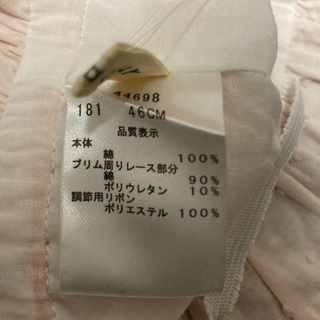 44698
181 46CM
品質表示
本体
綿 100%
ブリム周りレース部分
綿 90%
ポリウレタン 10%
調節用リボン
ポリエステル 100%